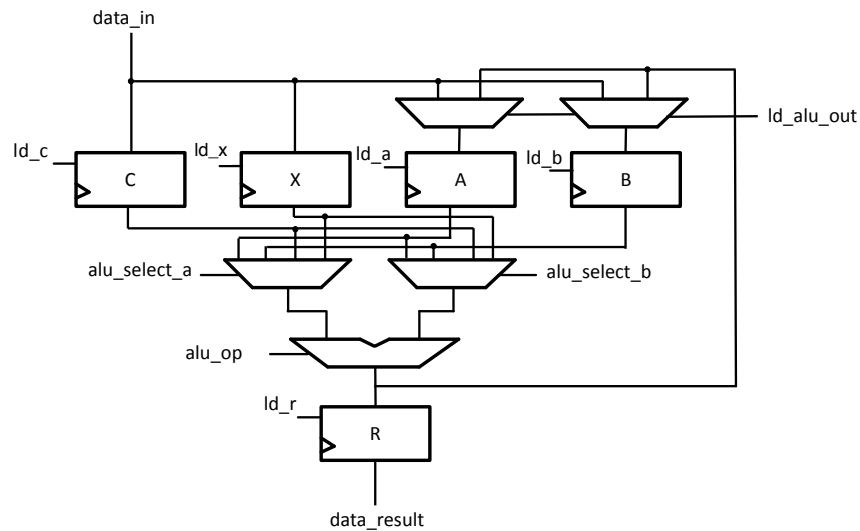 data_in
ld_alu_out
ld_c
ld_x
ld_a
ld_b
C
X
A
B
alu_select_a
alu_select_b
alu_op
ld_r
R
data_result